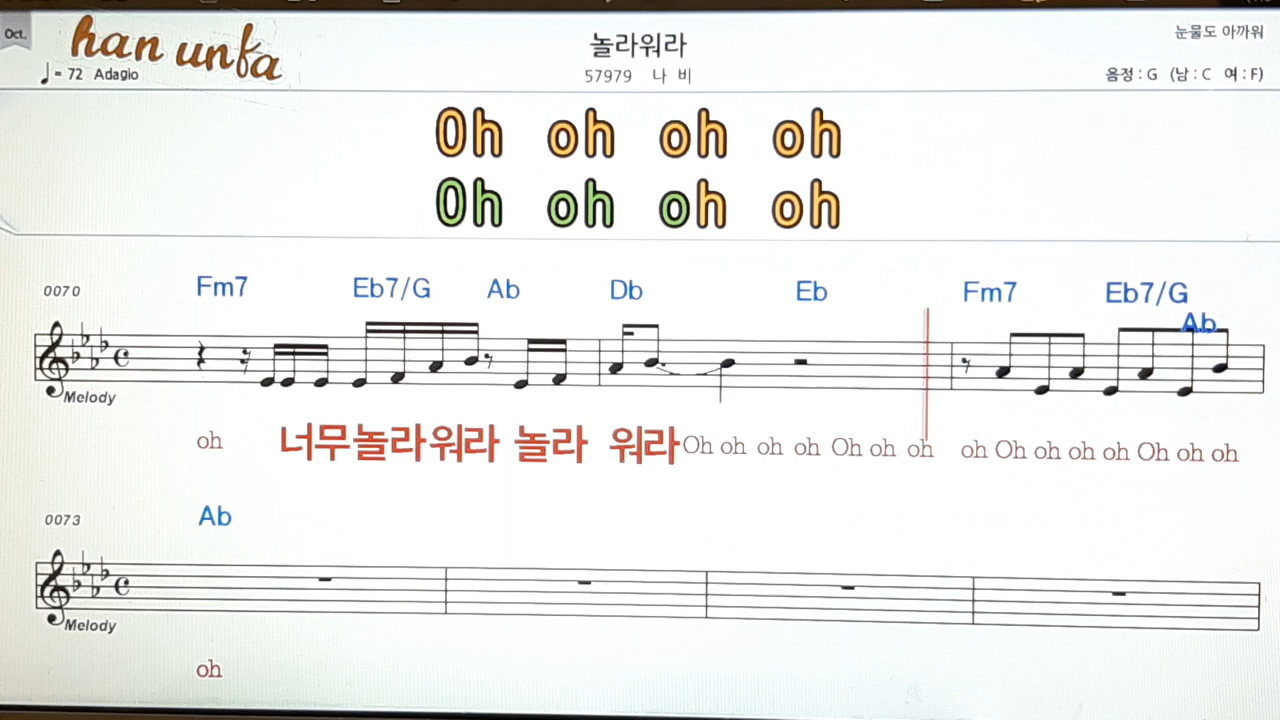 Oct.
han unfa
놀라워라
눈물도 아까워
= 72 Adagio
57979 나 비
음정 : G (남 : C 여 : F)
Oh oh oh oh
Oh oh oh oh
0070
Fm7 Eb7/G Ab Db Eb Fm7 Eb7/G Ab
Melody
oh 너무놀라워라 놀라 워라 Oh oh oh oh Oh oh oh oh Oh oh oh oh Oh oh oh
0073
Ab
Melody
oh